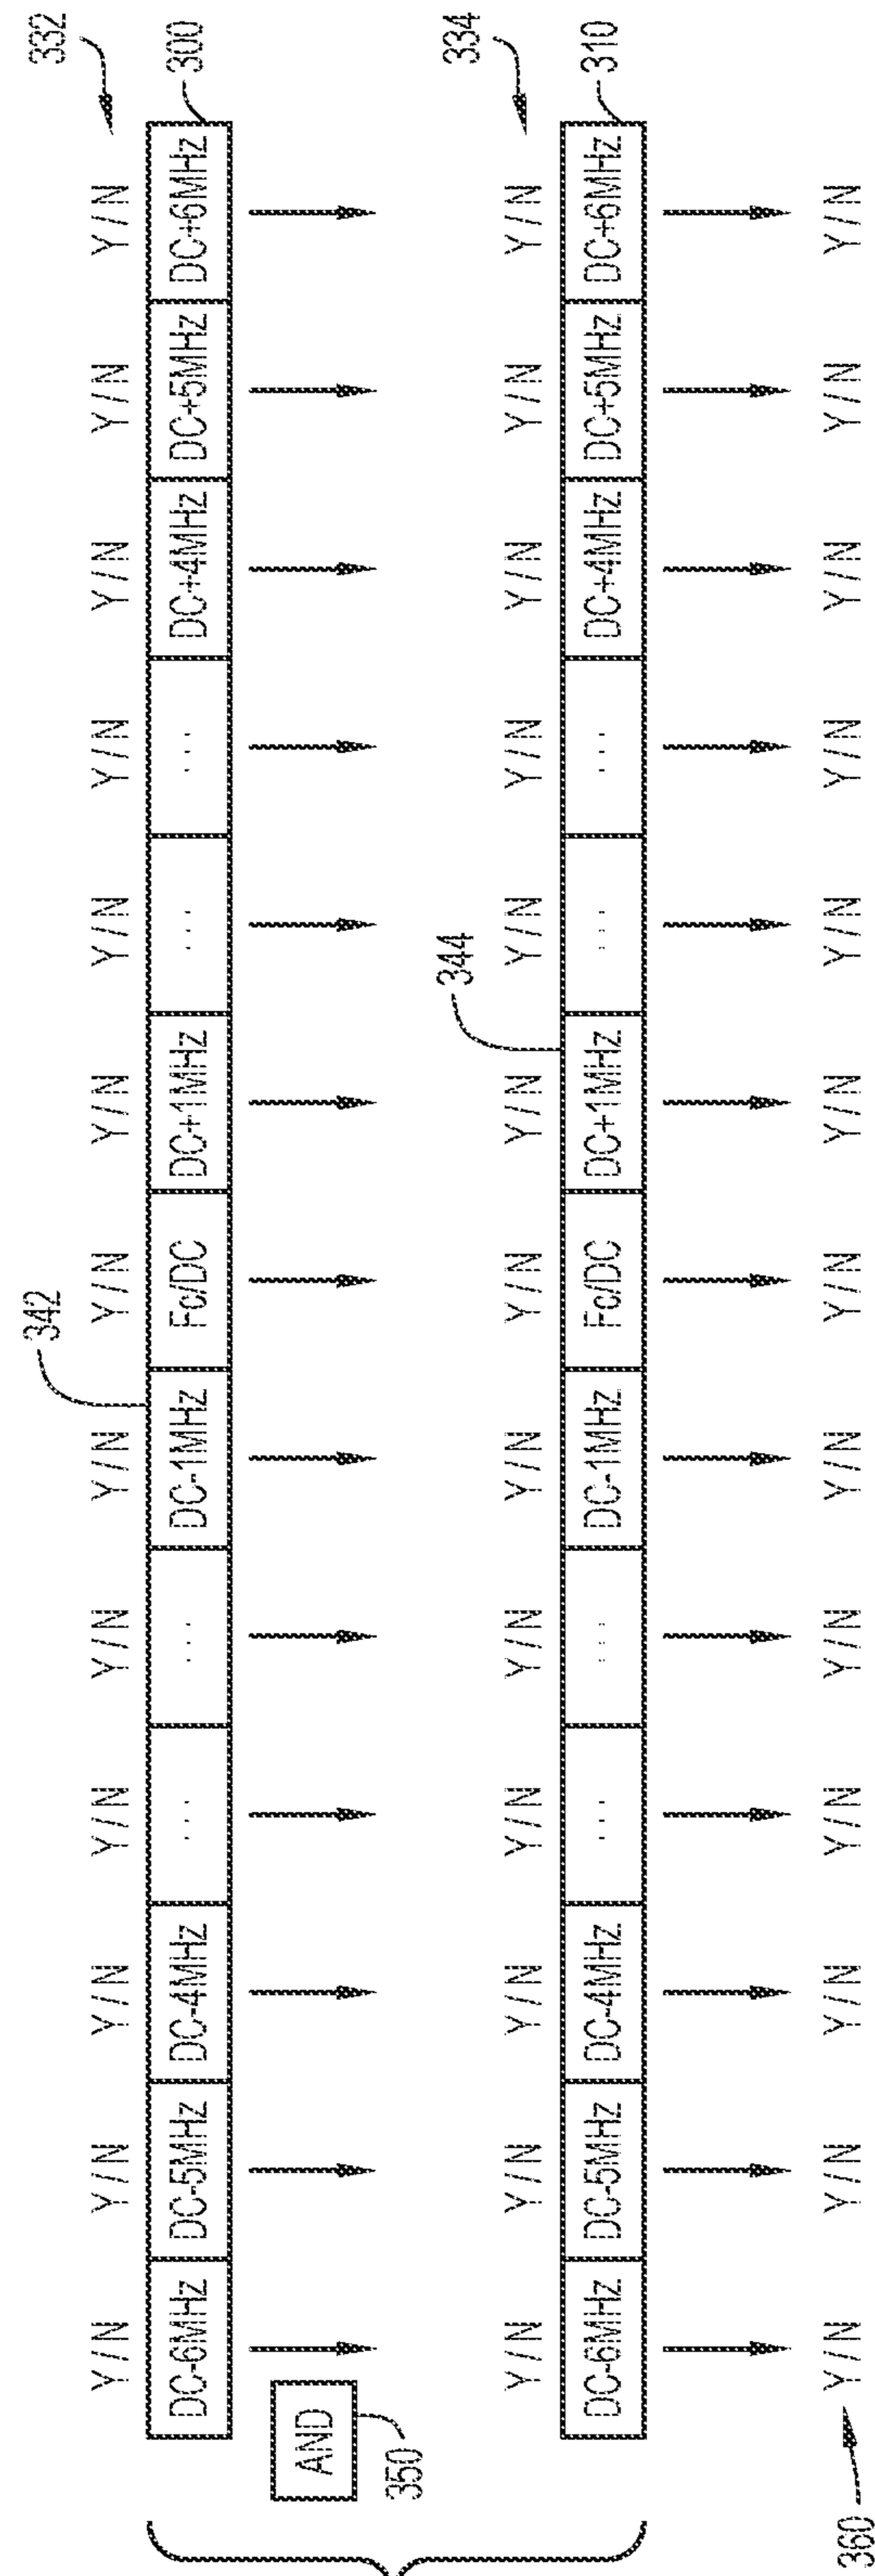 332
Y/N Y/N Y/N Y/N Y/N Y/N Y/N Y/N Y/N Y/N Y/N Y/N Y/N
342
DC-6MHz DC-5MHz DC-4MHz ... ... DC-1MHz Fc/DC DC+1MHz ... ... DC+4MHz DC+5MHz DC+6MHz
300
AND
350
334
344
Y/N Y/N Y/N Y/N Y/N Y/N Y/N Y/N Y/N Y/N Y/N Y/N Y/N
DC-6MHz DC-5MHz DC-4MHz ... ... DC-1MHz Fc/DC DC+1MHz ... ... DC+4MHz DC+5MHz DC+6MHz
310
Y/N Y/N Y/N Y/N Y/N Y/N Y/N Y/N Y/N Y/N Y/N Y/N Y/N
360